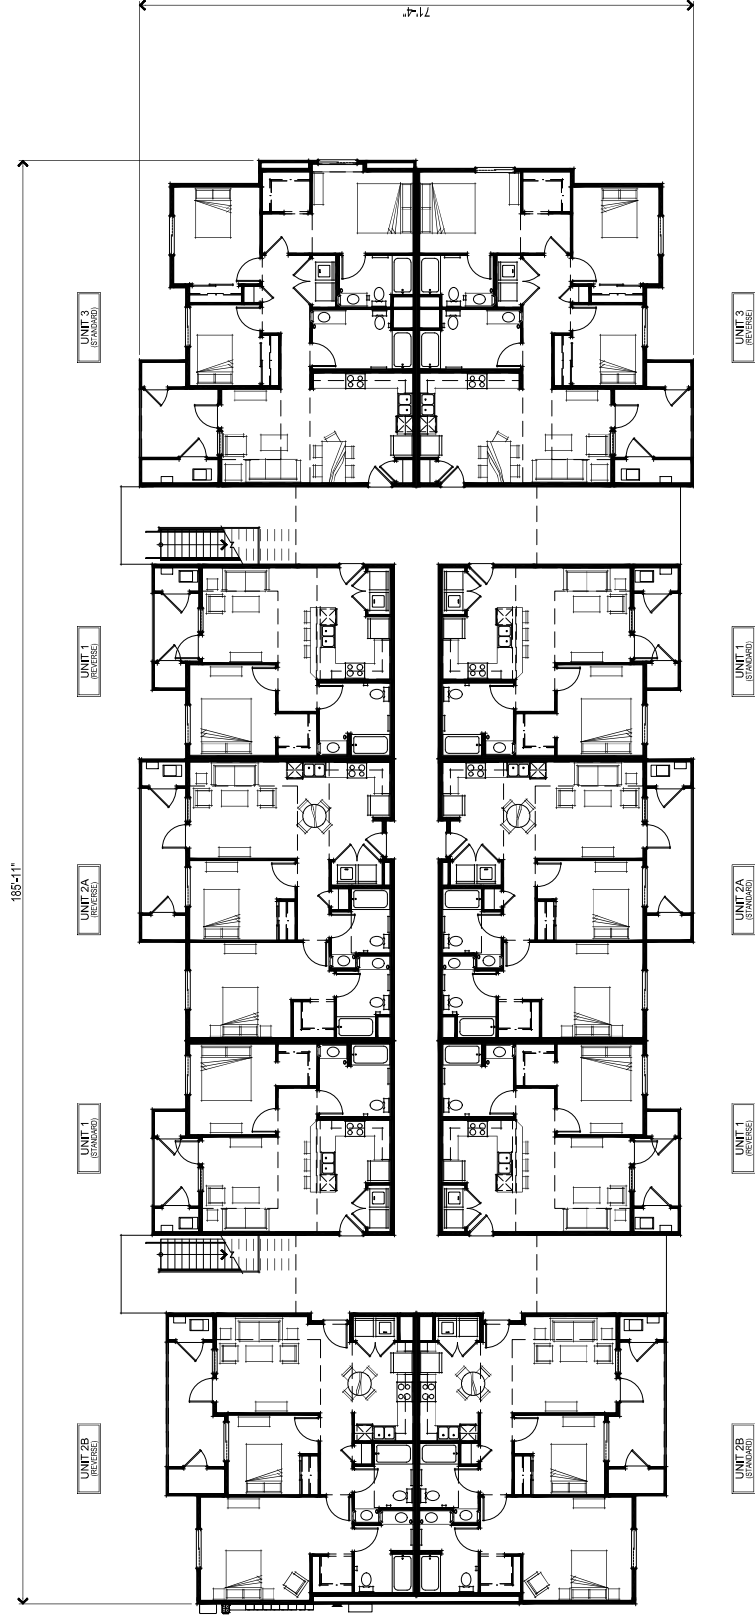 71'-4"
185'-11"
UNIT 3
(STANDARD)
UNIT 3
(REVERSE)
UNIT 1
(REVERSE)
UNIT 1
(STANDARD)
UNIT 2A
(REVERSE)
UNIT 2A
(STANDARD)
UNIT 1
(STANDARD)
UNIT 1
(REVERSE)
UNIT 2B
(REVERSE)
UNIT 2B
(STANDARD)